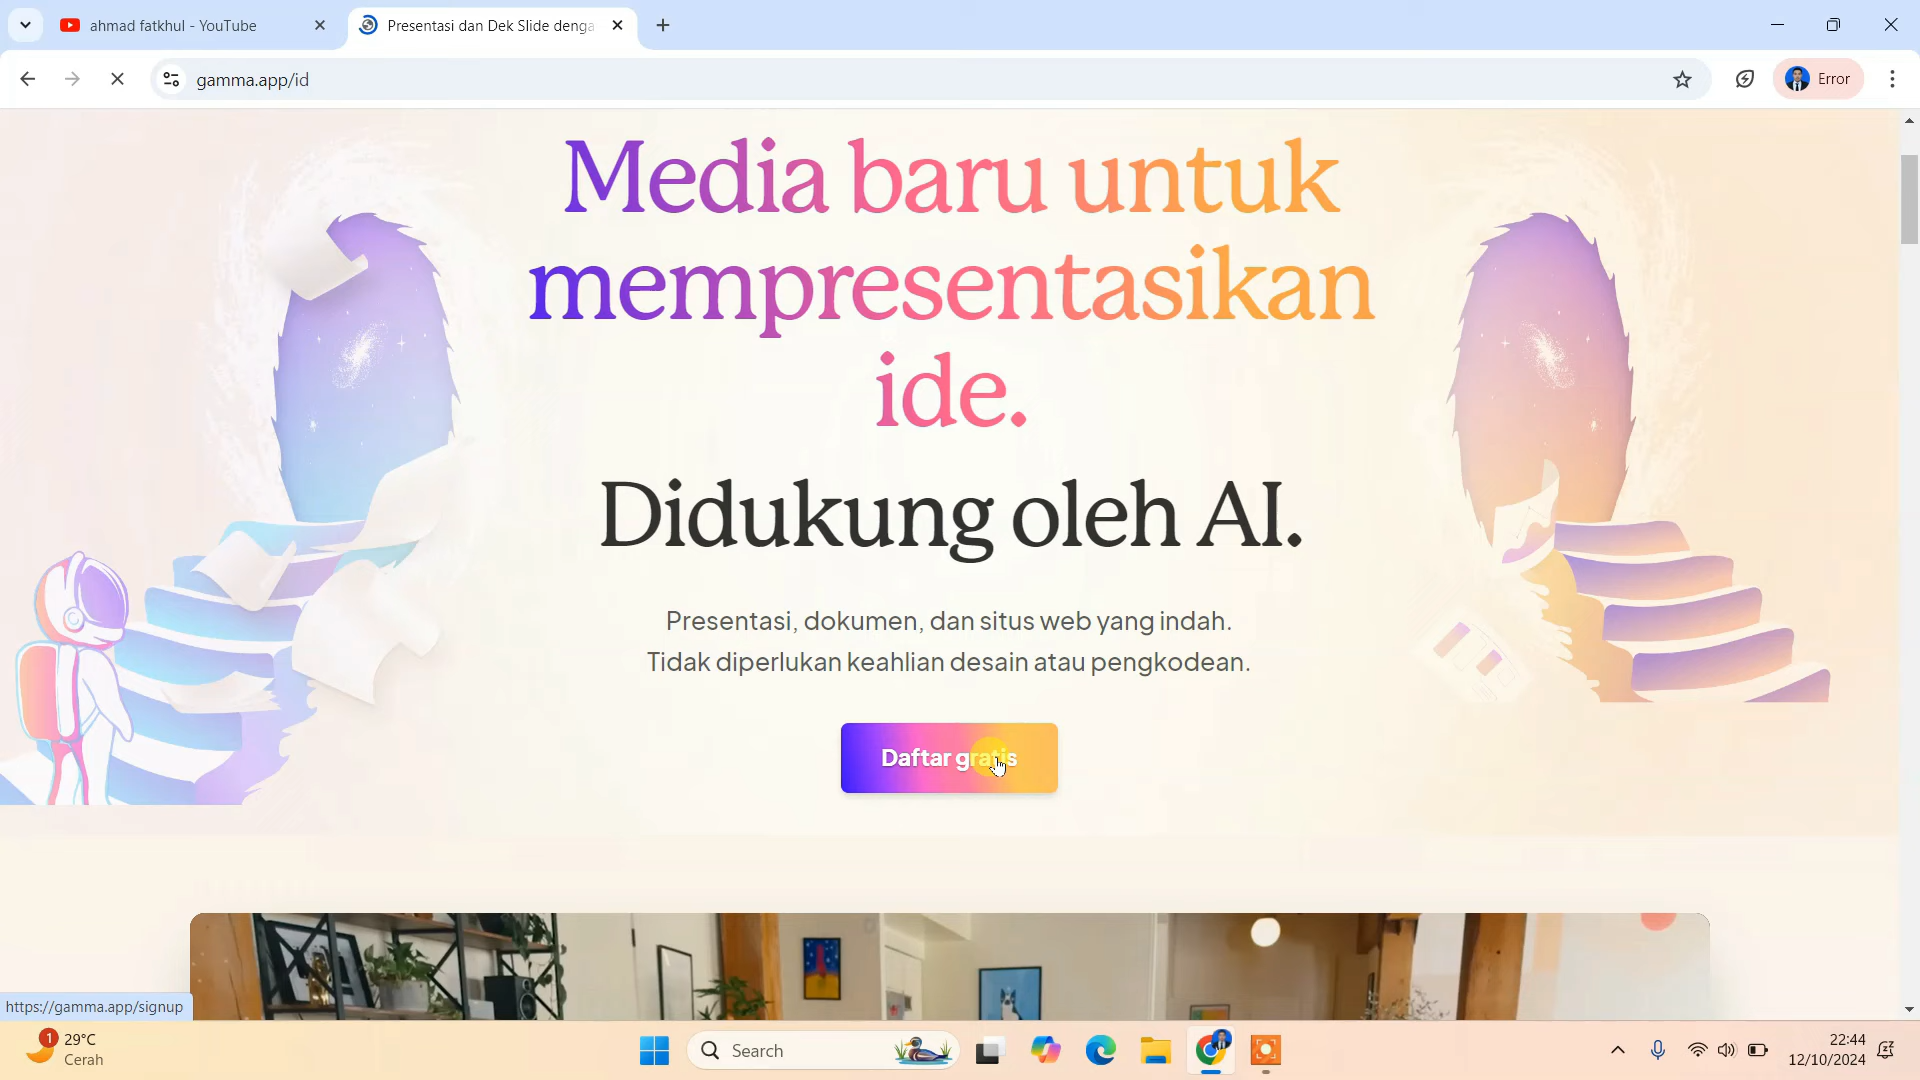 ahmad fatkhul - YouTube
Presentasi dan Dek Slide denga
gamma.app/id
Error
Media baru untuk
mempresentasikan
ide.
Didukung oleh AI.
Presentasi, dokumen, dan situs web yang indah.
Tidak diperlukan keahlian desain atau pengkodean.
Daftar gratis
https://gamma.app/signup
1
29°C
Cerah
Search
22:44
12/10/2024